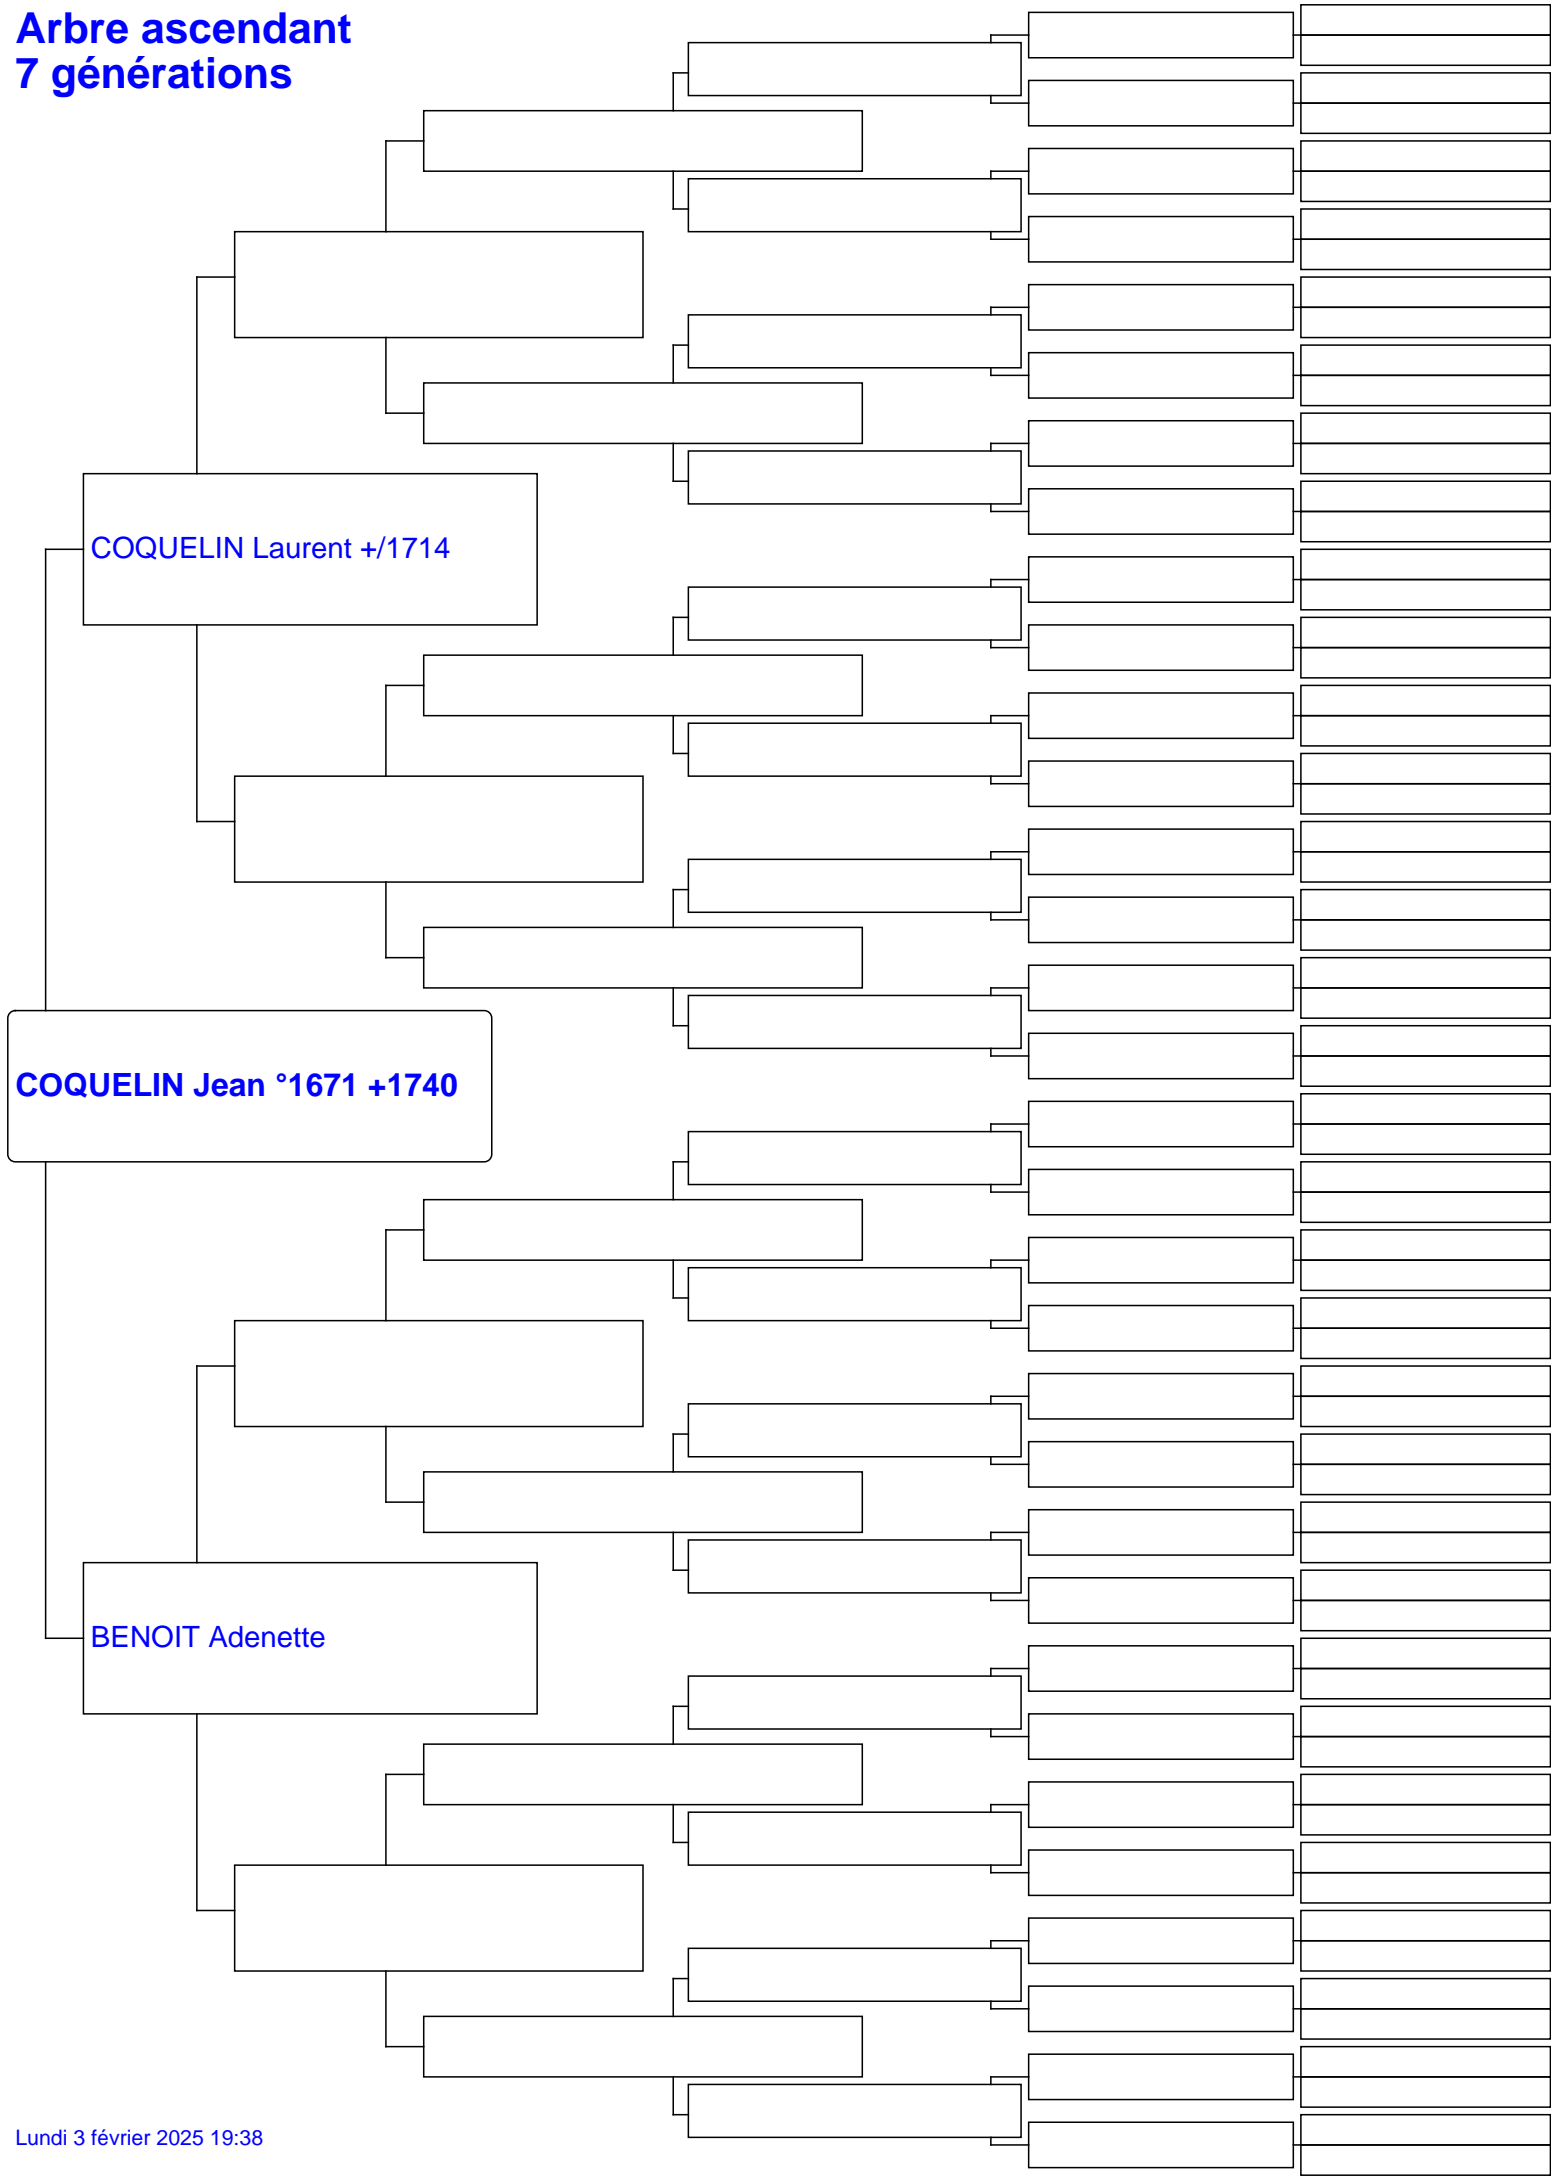 Arbre ascendant
7 générations
COQUELIN Laurent +/1714
COQUELIN Jean °1671 +1740
BENOIT Adenette
Lundi 3 février 2025 19:38